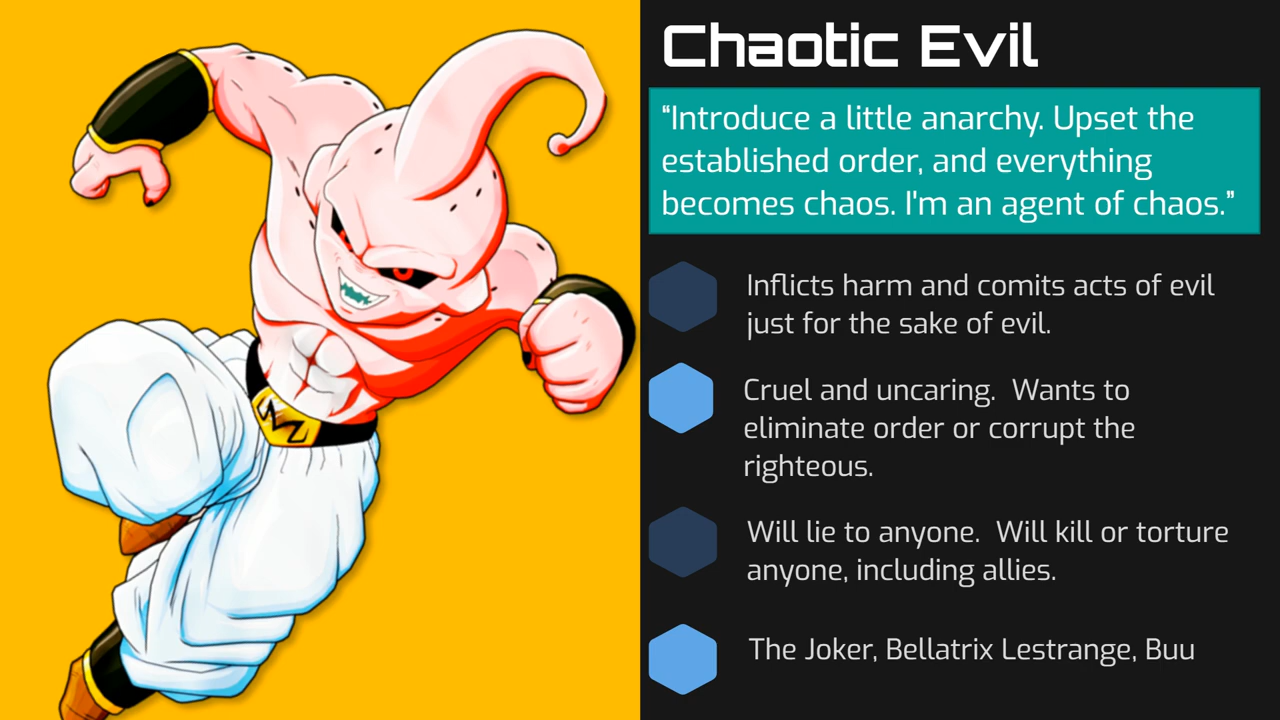 Chaotic Evil
“Introduce a little anarchy. Upset the
established order, and everything
becomes chaos. I'm an agent of chaos.”
Inflicts harm and comits acts of evil
just for the sake of evil.
Cruel and uncaring.  Wants to
eliminate order or corrupt the
righteous.
Will lie to anyone.  Will kill or torture
anyone, including allies.
The Joker, Bellatrix Lestrange, Buu